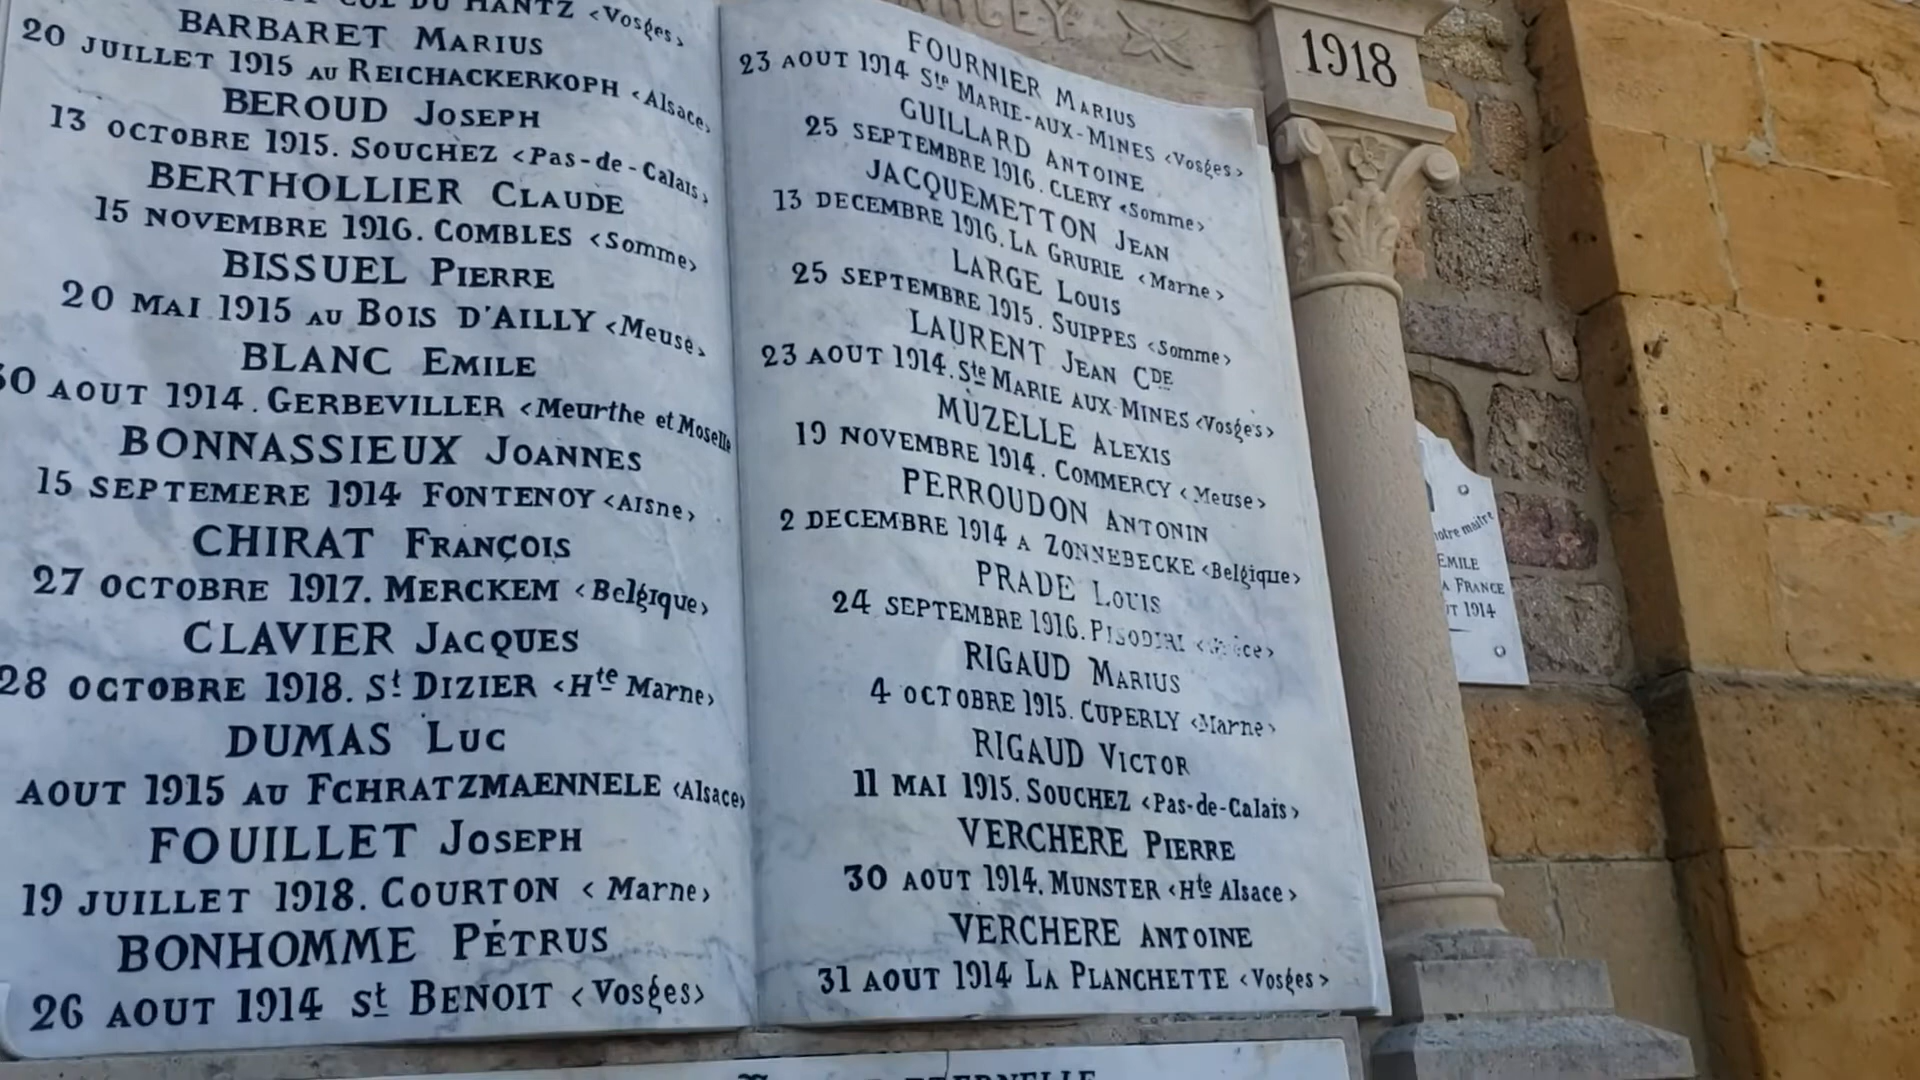 COL DU HANTZ <Vosges>
BARBARET MARIUS
20 JUILLET 1915 AU REICHACKERKOPH <Alsace>
BEROUD JOSEPH
13 OCTOBRE 1915. SOUCHEZ <Pas-de-Calais>
BERTHOLLIER CLAUDE
15 NOVEMBRE 1916. COMBLES <Somme>
BISSUEL PIERRE
20 MAI 1915 AU BOIS D'AILLY <Meuse>
BLANC EMILE
30 AOUT 1914. GERBEVILLER <Meurthe et Moselle
BONNASSIEUX JOANNES
15 SEPTEMERE 1914 FONTENOY <AISne>
CHIRAT FRANÇOIS
27 OCTOBRE 1917. MERCKEM <Belgique>
CLAVIER JACQUES
28 OCTOBRE 1918. St DIZIER <Hte Marne>
DUMAS LUC
AOUT 1915 AU FCHRATZMAENNELE <Alsace>
FOUILLET JOSEPH
19 JUILLET 1918. COURTON <Marne>
BONHOMME PÉTRUS
26 AOUT 1914 St BENOIT <Vosges>
FOURNIER MARIUS
23 AOUT 1914 Ste MARIE-AUX-MINES <Vosges>
GUILLARD ANTOINE
25 SEPTEMBRE 1916. CLERY <Somme>
JACQUEMETTON JEAN
13 DECEMBRE 1916. LA GRURIE <Marne>
LARGE LOUIS
25 SEPTEMBRE 1915. SUIPPES <Somme>
LAURENT JEAN CDE
23 AOUT 1914. Ste MARIE AUX-MINES <Vosges>
MUZELLE ALEXIS
19 NOVEMBRE 1914. COMMERCY <Meuse>
PERROUDON ANTONIN
2 DECEMBRE 1914 A ZONNEBECKE <Belgique>
PRADE LOUIS
24 SEPTEMBRE 1916. PISODIRI
RIGAUD MARIUS
4 OCTOBRE 1915. CUPERLY <Marne>
RIGAUD VICTOR
11 MAI 1915. SOUCHEZ <Pas-de-Calais>
VERCHERE PIERRE
30 AOUT 1914. MUNSTER <Hte Alsace>
VERCHERE ANTOINE
31 AOUT 1914 LA PLANCHETTE <Vosges>
1918
notre maître
EMILE
LA FRANCE
1914